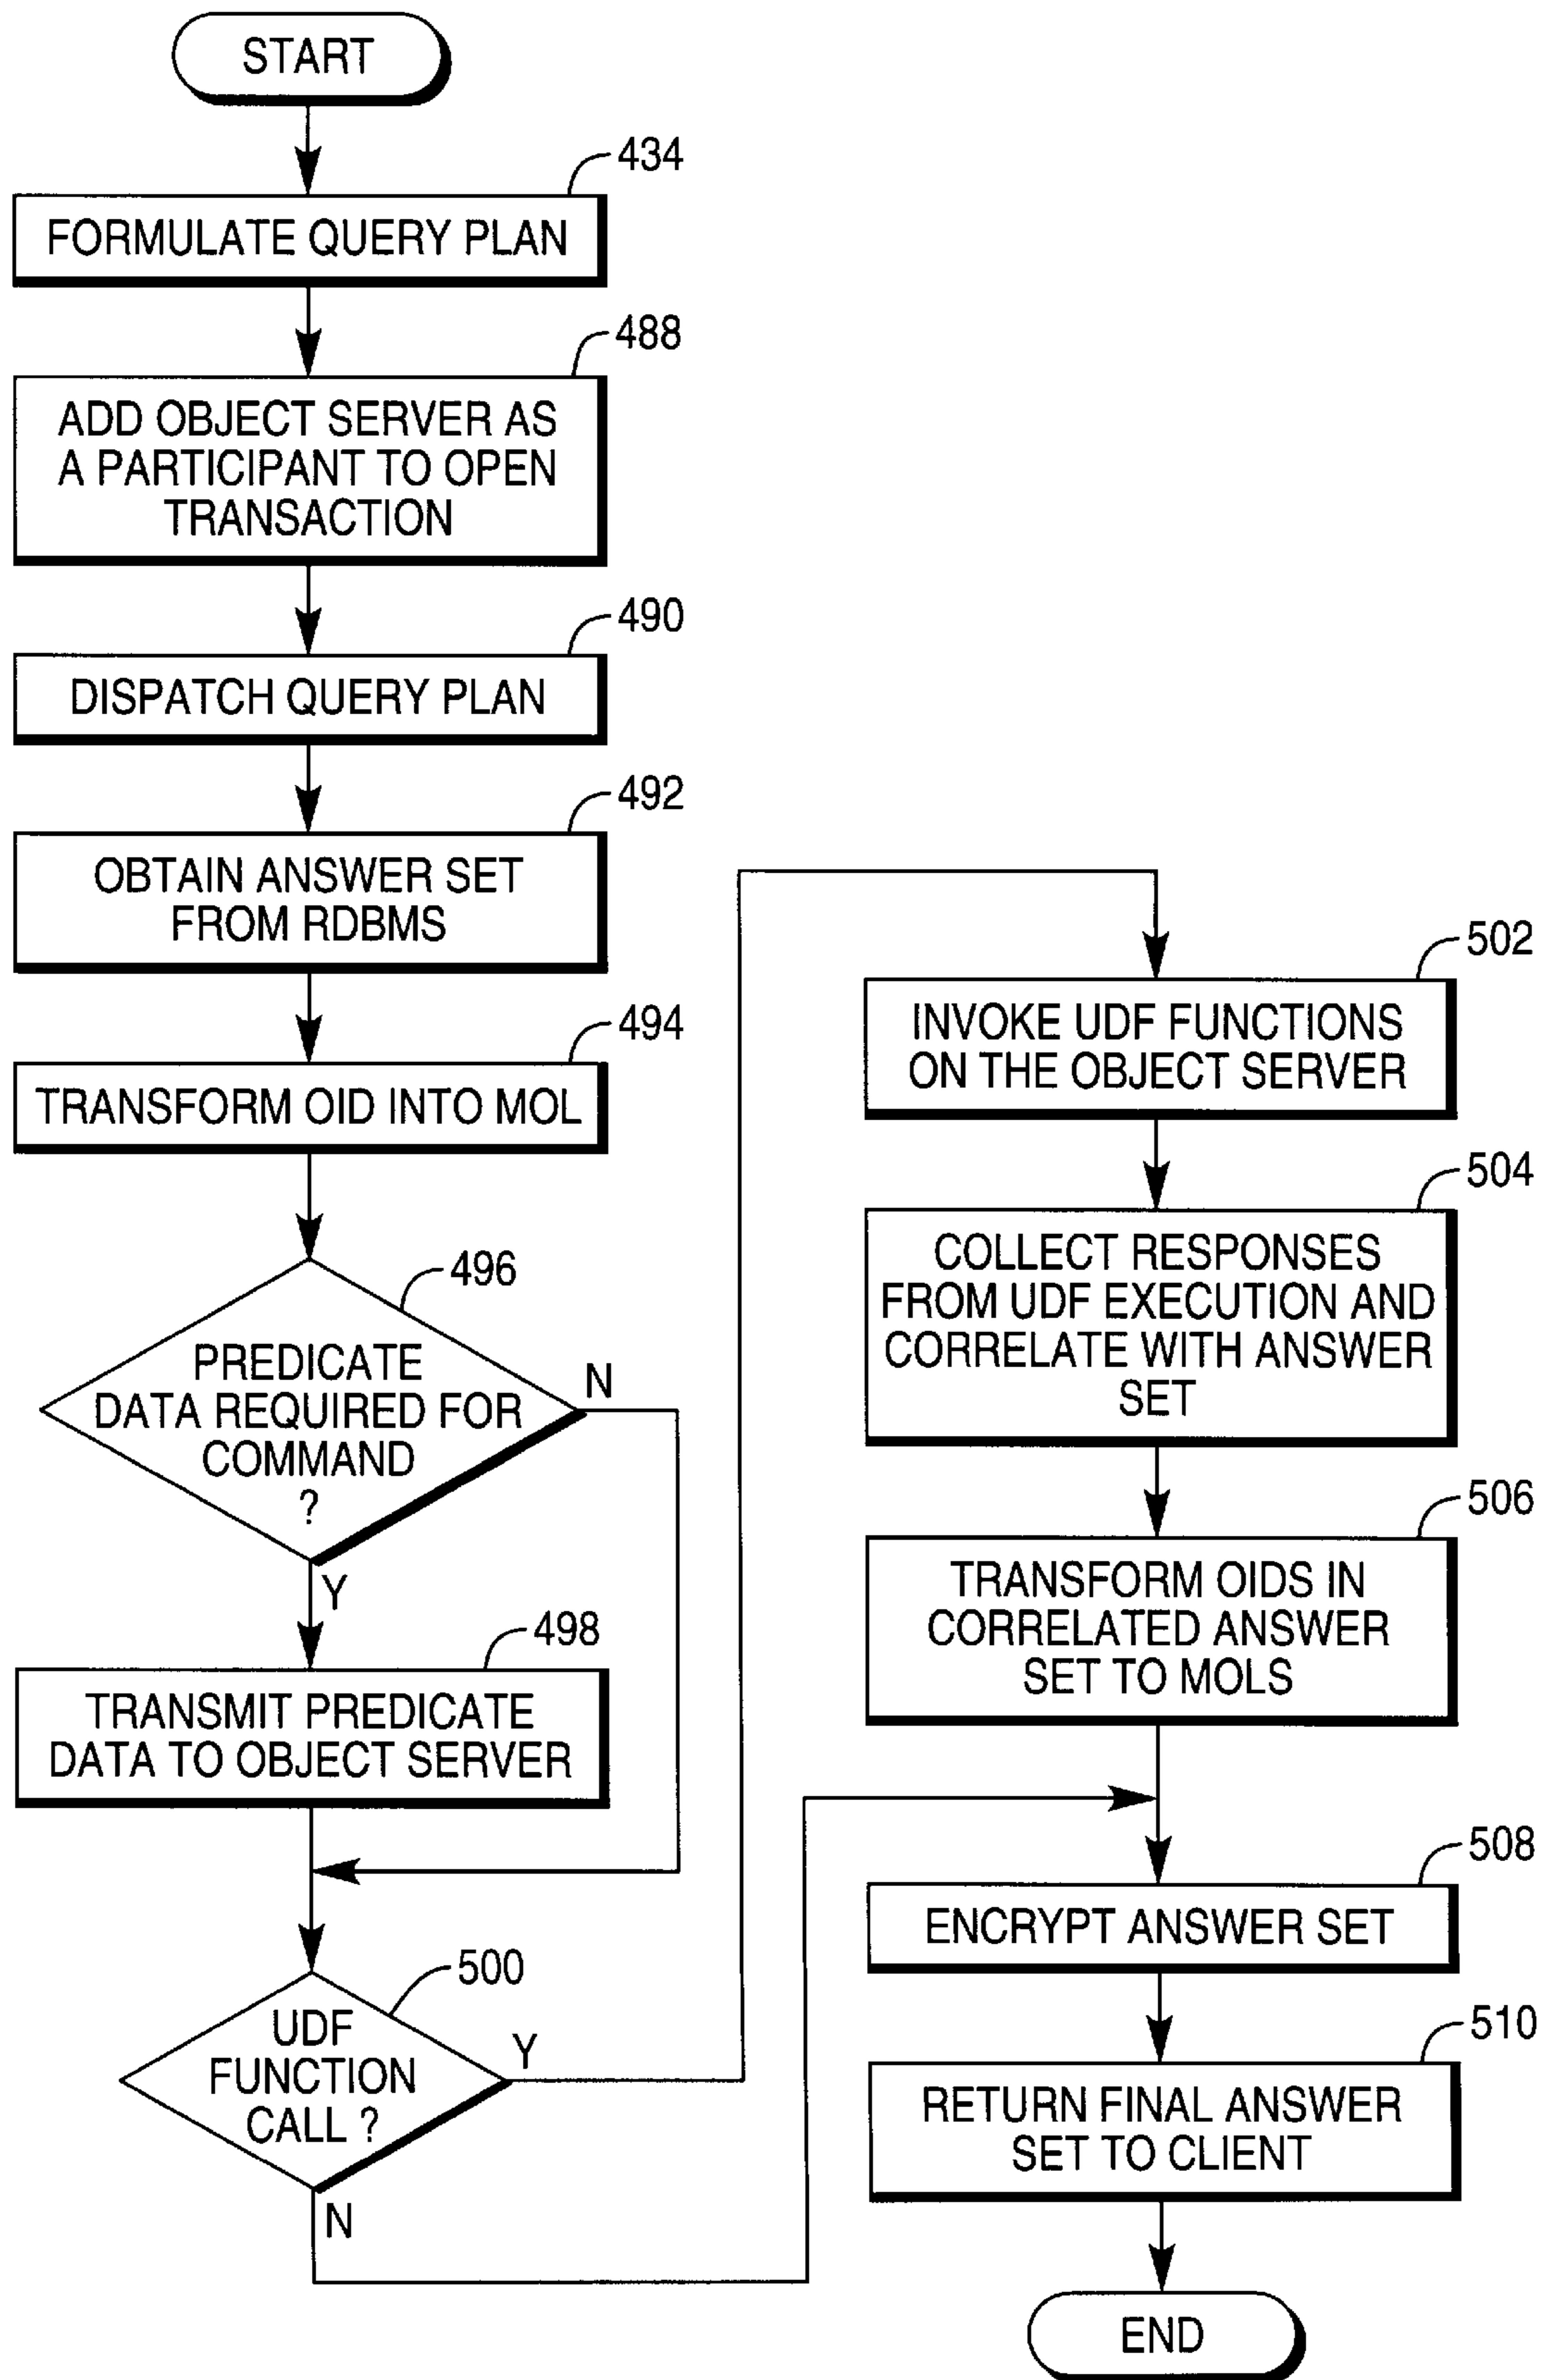 START
434
FORMULATE QUERY PLAN
488
ADD OBJECT SERVER AS
A PARTICIPANT TO OPEN
TRANSACTION
490
DISPATCH QUERY PLAN
492
OBTAIN ANSWER SET
FROM RDBMS
494
TRANSFORM OID INTO MOL
496
PREDICATE
DATA REQUIRED FOR
COMMAND
?
N
Y
498
TRANSMIT PREDICATE
DATA TO OBJECT SERVER
500
UDF
FUNCTION
CALL ?
Y
N
502
INVOKE UDF FUNCTIONS
ON THE OBJECT SERVER
504
COLLECT RESPONSES
FROM UDF EXECUTION AND
CORRELATE WITH ANSWER
SET
506
TRANSFORM OIDS IN
CORRELATED ANSWER
SET TO MOLS
508
ENCRYPT ANSWER SET
510
RETURN FINAL ANSWER
SET TO CLIENT
END